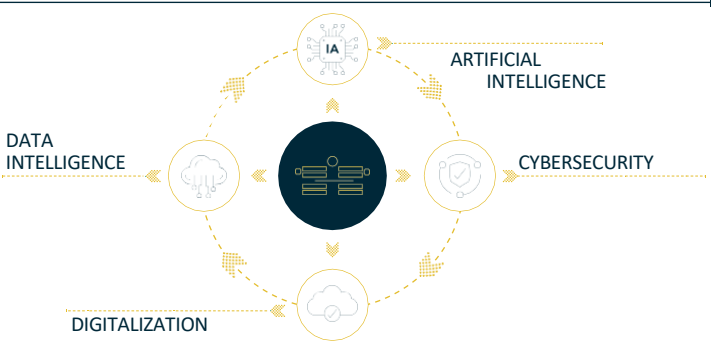 IA
ARTIFICIAL
INTELLIGENCE
DATA
INTELLIGENCE
CYBERSECURITY
DIGITALIZATION